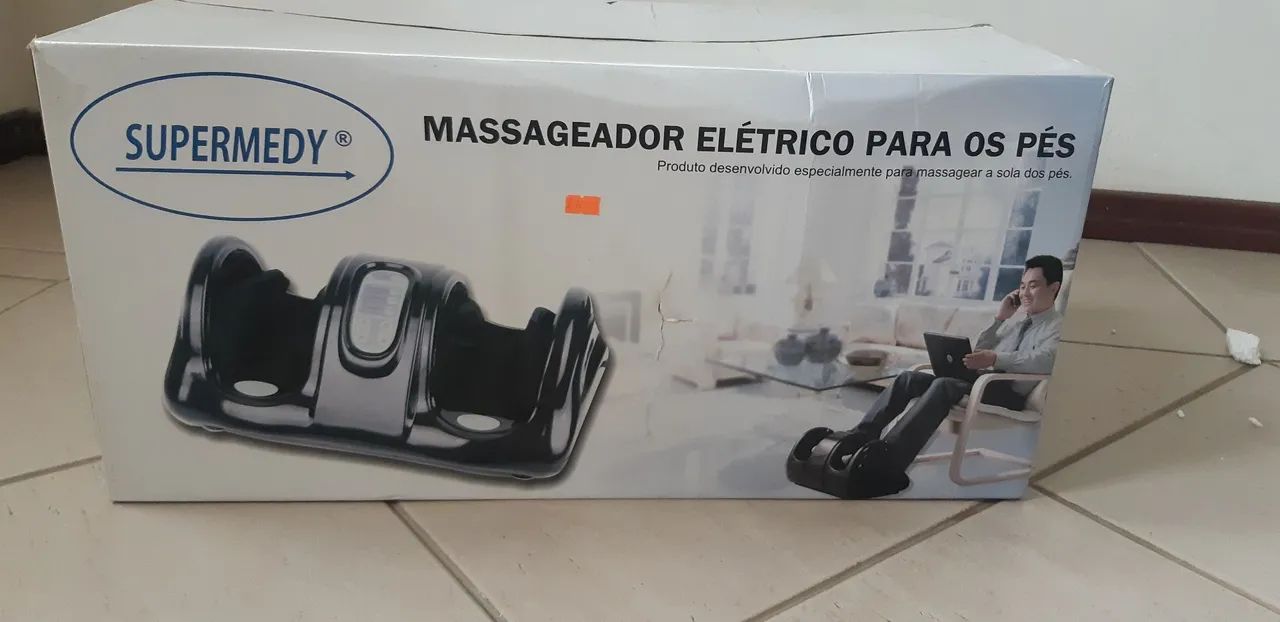 SUPERMEDY®
MASSAGEADOR ELÉTRICO PARA OS PÉS
Produto desenvolvido especialmente para massagear a sola dos pés.